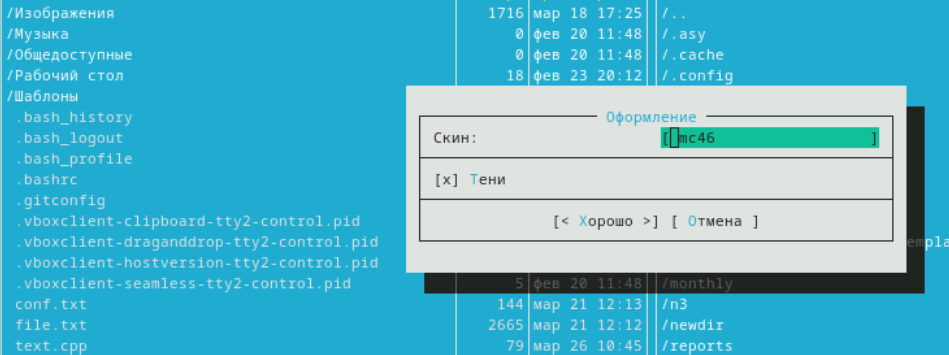 /Изображения 1716 мар 18 17:25 /..
/Музыка 0 фев 20 11:48 /.asy
/Общедоступные 0 фев 20 11:48 /.cache
/Рабочий стол 18 фев 23 20:12 /.config
/Шаблоны
.bash_history Оформление
.bash_logout Скин: [ mc46 ]
.bash_profile
.bashrc [x] Тени
.gitconfig
.vboxclient-clipboard-tty2-control.pid [< Хорошо >] [ Отмена ]
.vboxclient-draganddrop-tty2-control.pid empla
.vboxclient-hostversion-tty2-control.pid
.vboxclient-seamless-tty2-control.pid 5 фев 20 11:48 /monthly
conf.txt 144 мар 21 12:13 /n3
file.txt 2665 мар 21 12:12 /newdir
text.cpp 79 мар 26 10:45 /reports